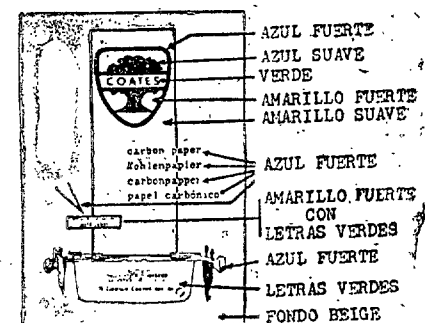 AZUL FUERTE
AZUL SUAVE
VERDE
COATES
AMARILLO FUERTE
AMARILLO SUAVE
carbon paper
Kohlenpapier
carbonpapper
papel carbónico
AZUL FUERTE
AMARILLO FUERTE
CON
LETRAS VERDES
AZUL FUERTE
LETRAS VERDES
FONDO BEIGE